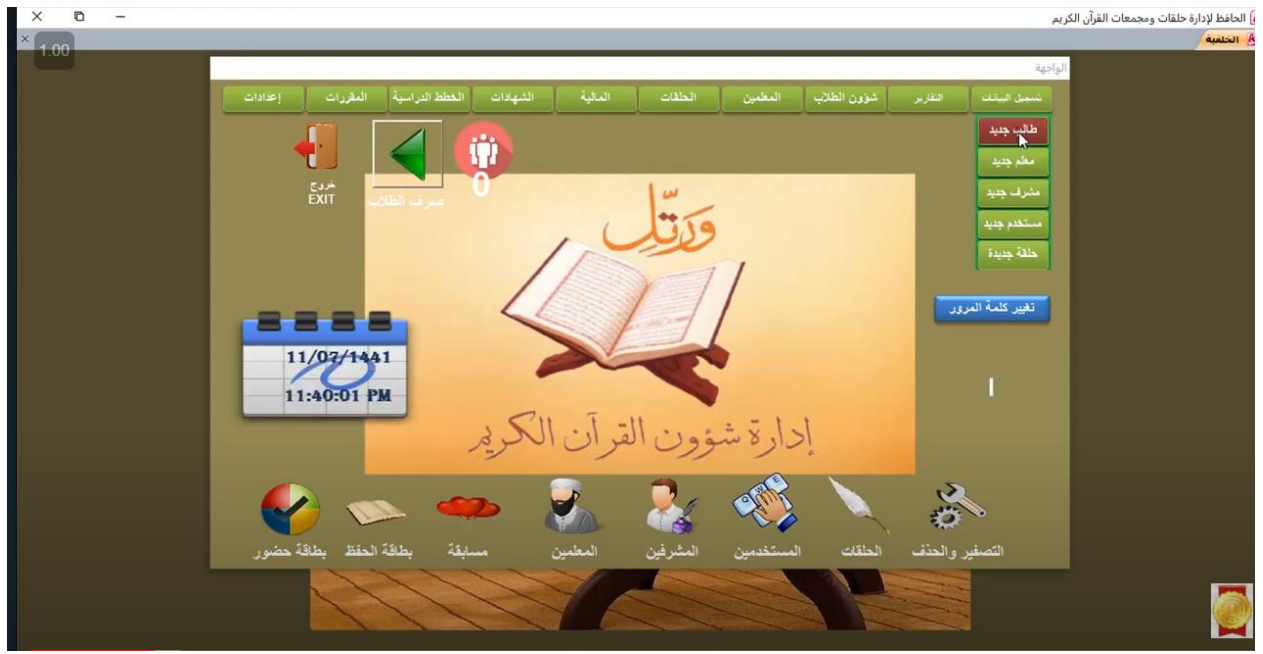 الحافظ لإدارة حلقات ومجمعات القرآن الكريم
الخلفية
1.00
الواجهة
تسجيل البيانات
التقارير
شؤون الطلاب
المعلمين
الحلقات
المالية
الشهادات
الخطط الدراسية
المقررات
إعدادات
طالب جديد
معلم جديد
مشرف جديد
مستخدم جديد
حلقة جديدة
تغيير كلمة المرور
0
صرف الطلاب
خروج
EXIT
ورتل
إدارة شؤون القرآن الكريم
11/07/1441
11:40:01 PM
Q W E
التصفير والحذف
الحلقات
المستخدمين
المشرفين
المعلمين
مسابقة
بطاقة الحفظ
بطاقة حضور